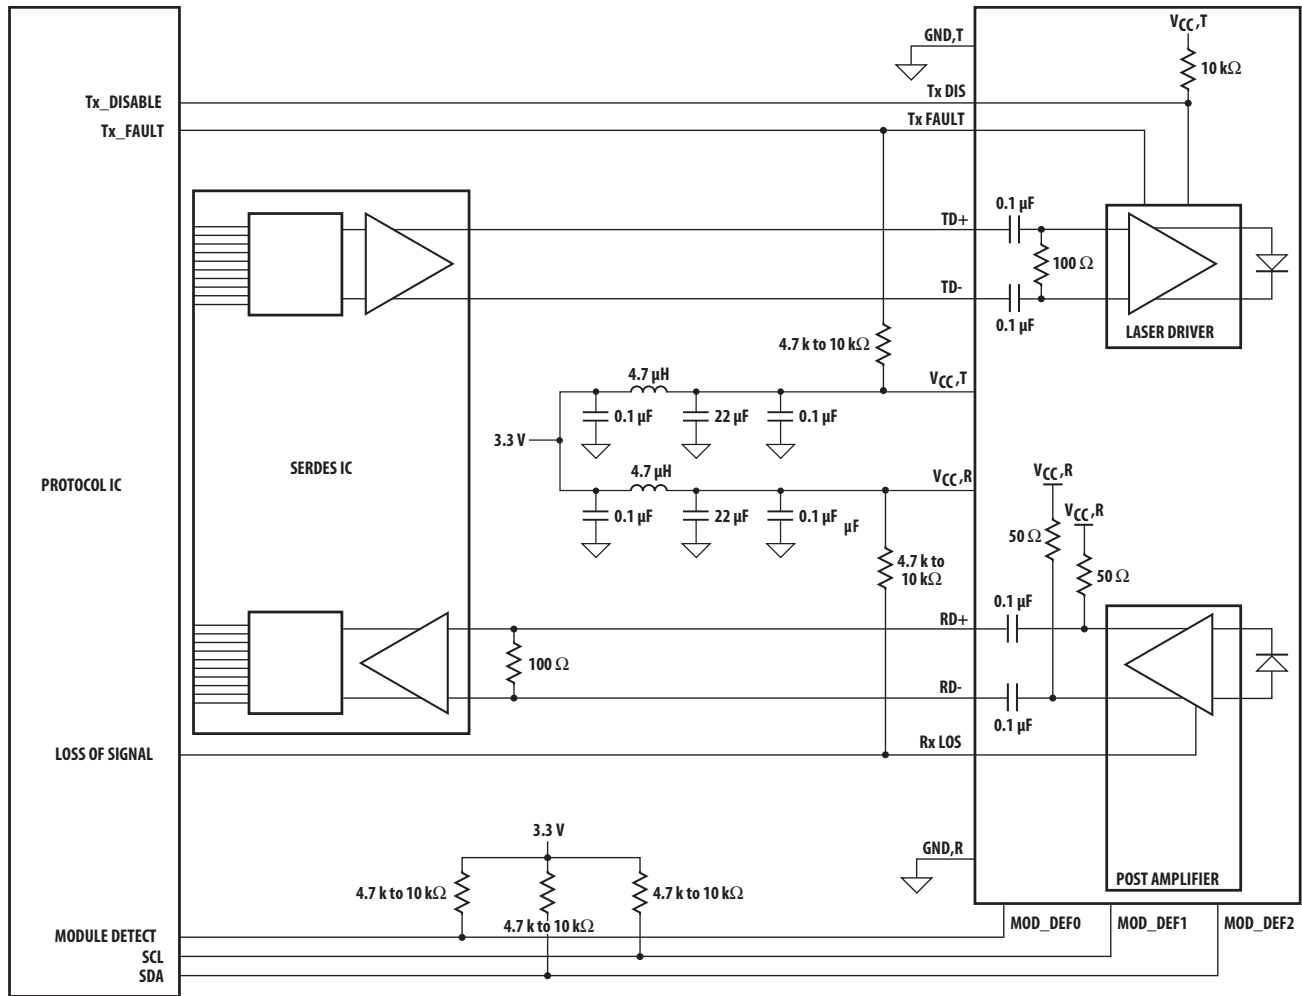 V_CC,T
GND,T
10 kΩ
Tx_DISABLE
Tx DIS
Tx_FAULT
Tx FAULT
0.1 µF
TD+
100 Ω
TD-
0.1 µF
LASER DRIVER
4.7 k to 10 kΩ
4.7 µH
V_CC,T
0.1 µF
22 µF
0.1 µF
3.3 V
SERDES IC
PROTOCOL IC
4.7 µH
V_CC,R
V_CC,R
V_CC,R
0.1 µF
22 µF
0.1 µF
µF
50 Ω
4.7 k to
10 kΩ
50 Ω
0.1 µF
RD+
100 Ω
RD-
0.1 µF
LOSS OF SIGNAL
Rx LOS
3.3 V
GND,R
POST AMPLIFIER
4.7 k to 10 kΩ
4.7 k to 10 kΩ
4.7 k to 10 kΩ
MODULE DETECT
MOD_DEF0
MOD_DEF1
MOD_DEF2
SCL
SDA